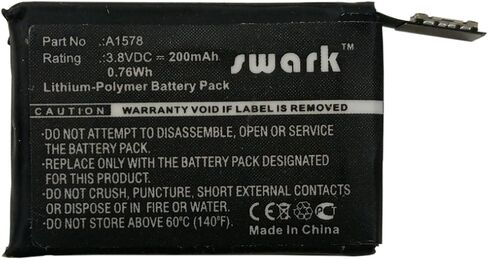 Part No :A1578
Rating :3.8VDC ⎓ 200mAh
0.76Wh
swark™
Lithium-Polymer Battery Pack
CAUTION WARRANTY VOID IF LABEL IS REMOVED
·DO NOT ATTEMPT TO DISASSEMBLE, OPEN OR SERVICE
THE BATTERY PACK.
·REPLACE ONLY WITH THE BATTERY PACK DESIGNATED
FOR THIS PRODUCT.
·DO NOT CRUSH, PUNCTURE, SHORT EXTERNAL CONTACTS
OR DISPOSE OF IN FIRE OR WATER.
·DO NOT STORE ABOVE 60°C (140°F).
CE FC
Made In China